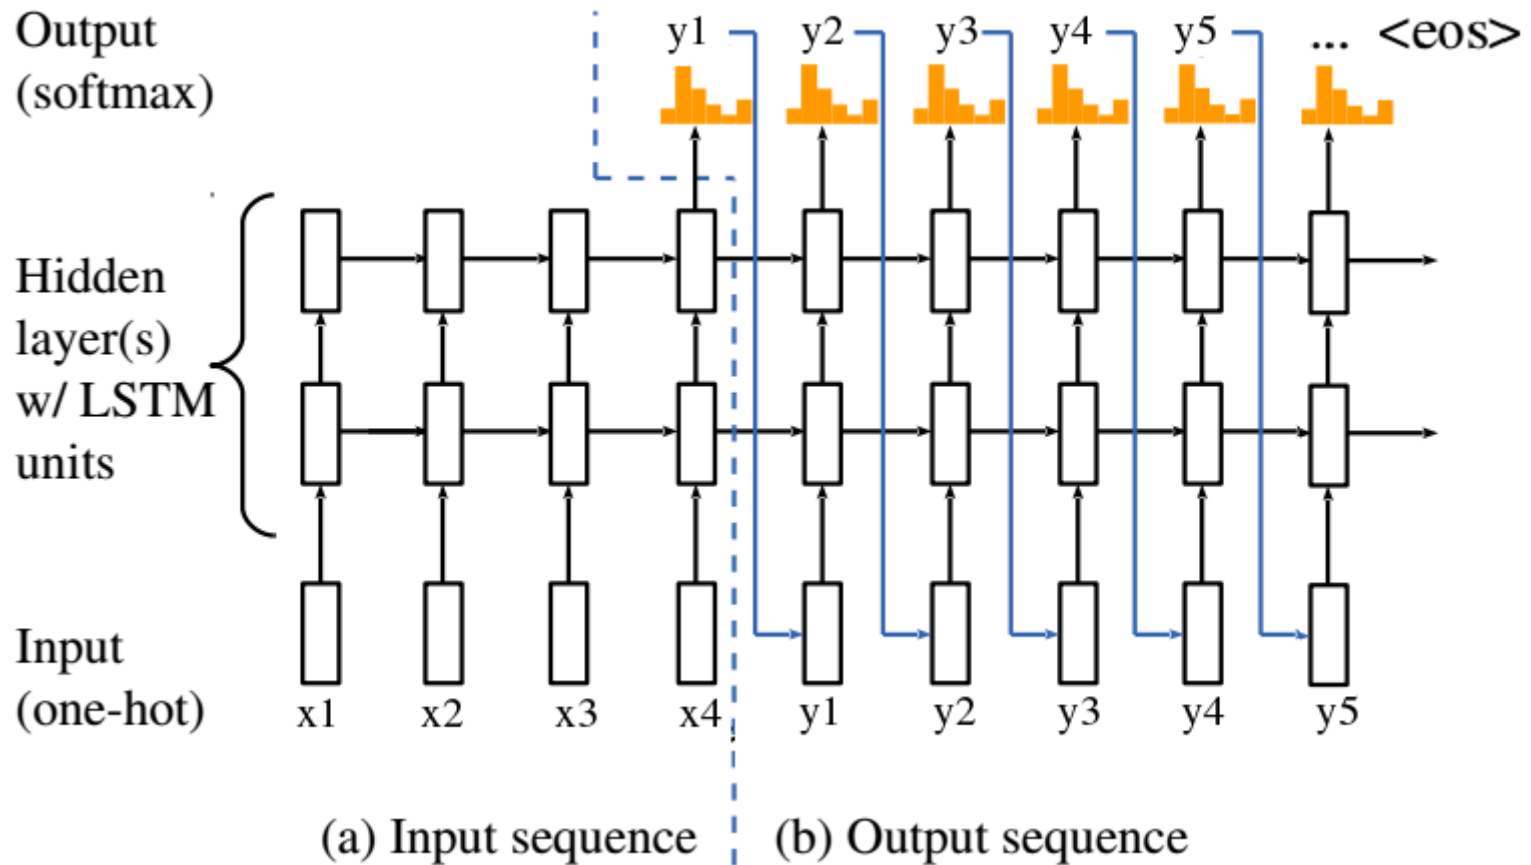 Output
(softmax)
y1 y2 y3 y4 y5 ... <eos>
Hidden
layer(s)
w/ LSTM
units
Input
(one-hot)
x1 x2 x3 x4 y1 y2 y3 y4 y5
(a) Input sequence (b) Output sequence